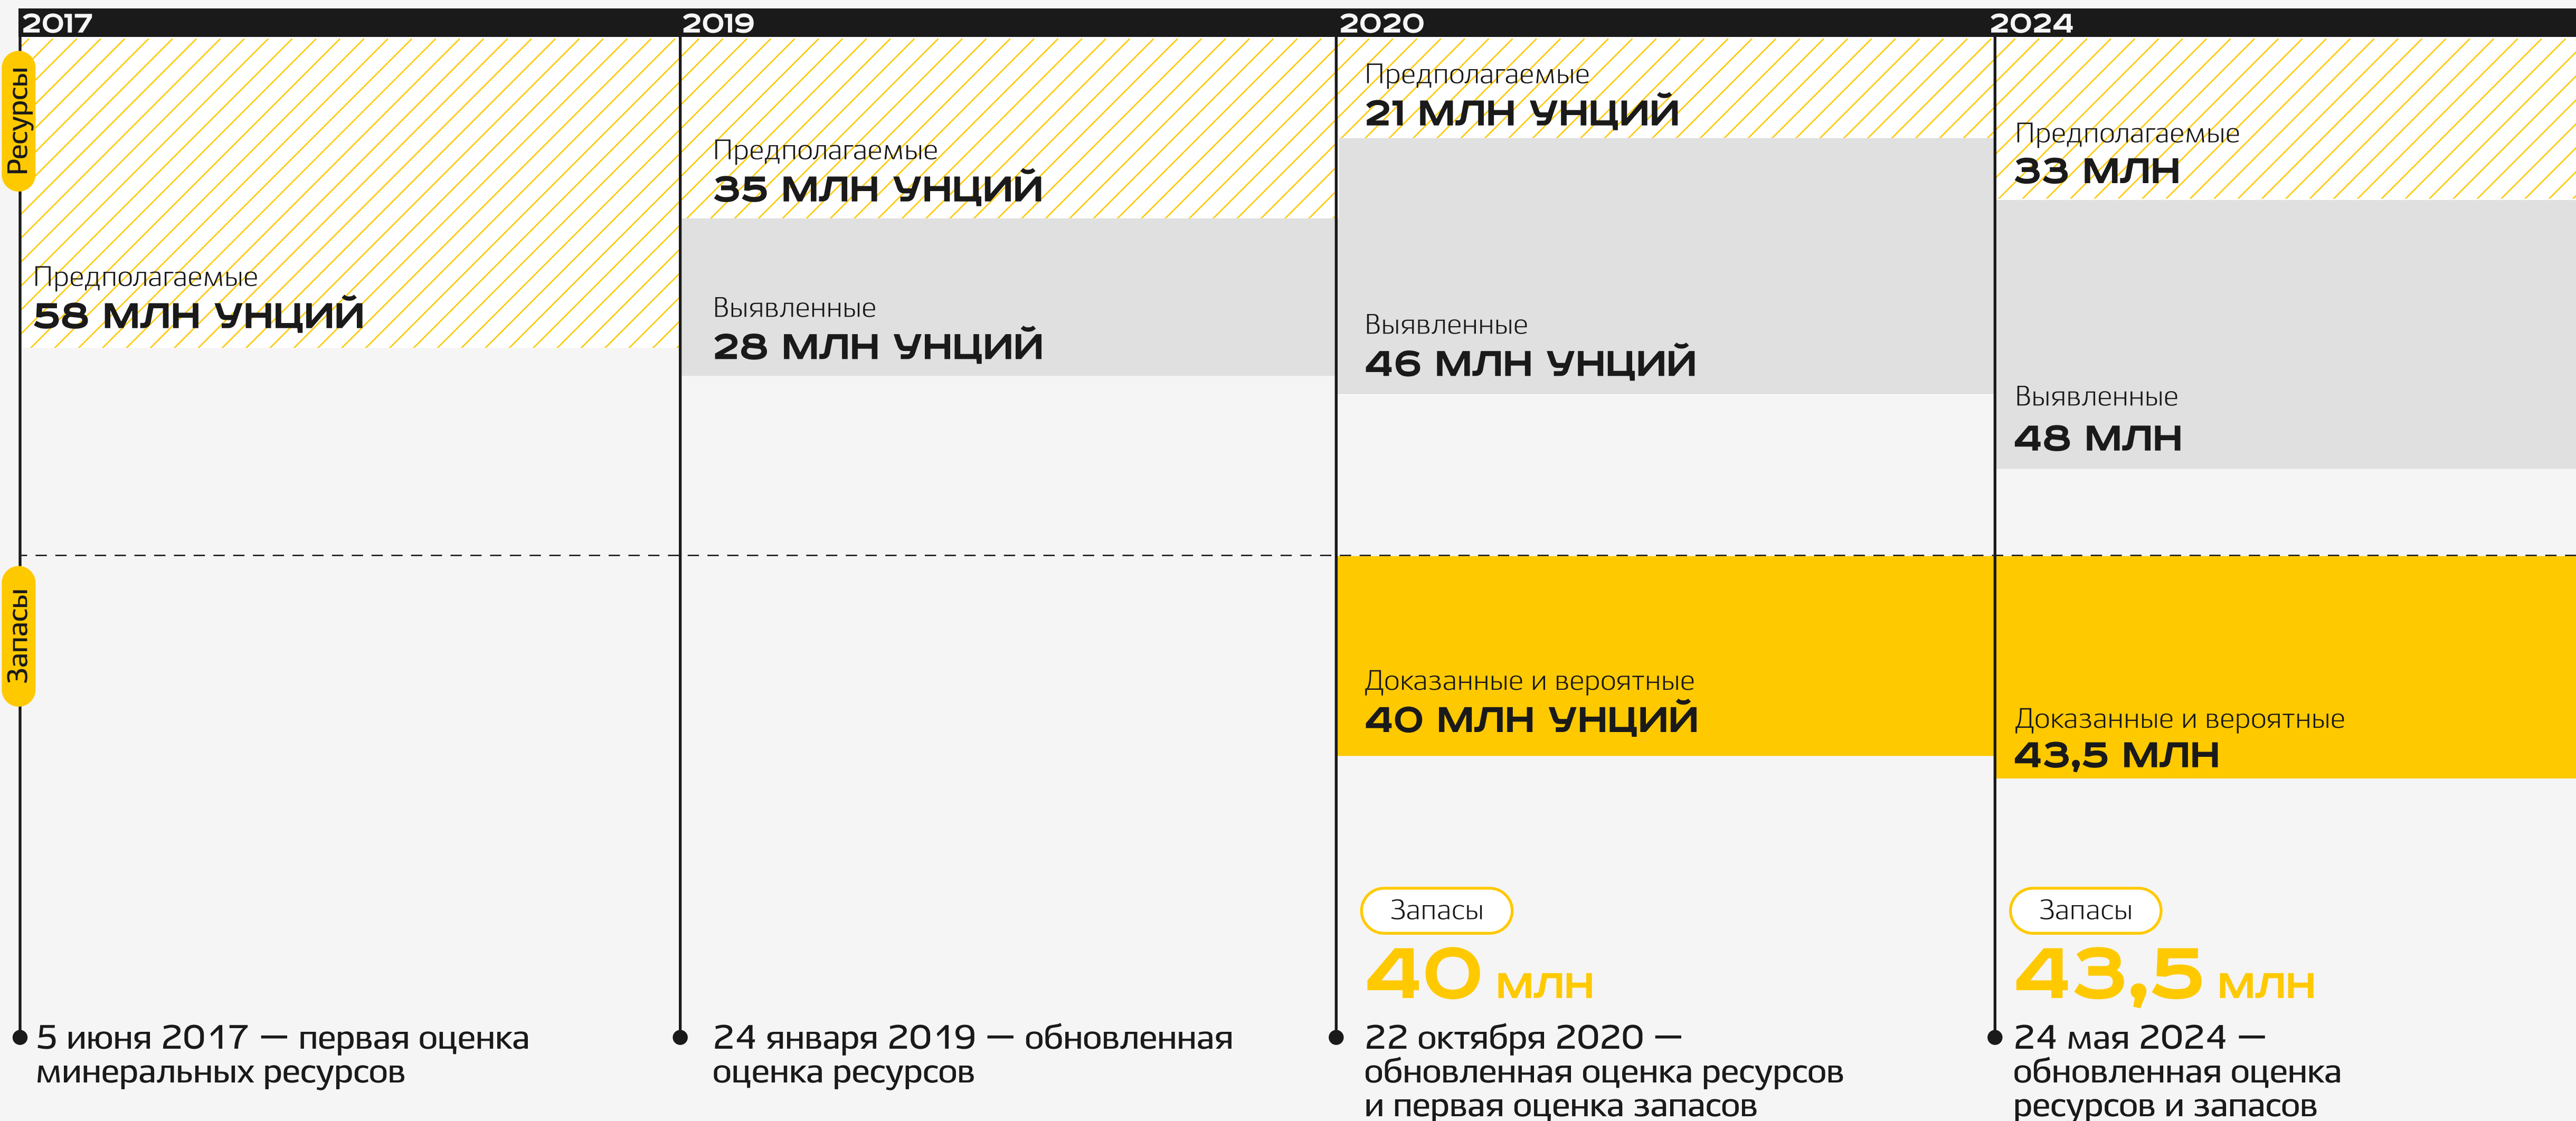 2017
2019
2020
2024
Ресурсы
Предполагаемые
58 МЛН УНЦИЙ
Предполагаемые
35 МЛН УНЦИЙ
Выявленные
28 МЛН УНЦИЙ
Предполагаемые
21 МЛН УНЦИЙ
Выявленные
46 МЛН УНЦИЙ
Предполагаемые
33 МЛН
Выявленные
48 МЛН
Запасы
Доказанные и вероятные
40 МЛН УНЦИЙ
Доказанные и вероятные
43,5 МЛН
Запасы
40 МЛН
Запасы
43,5 МЛН
5 июня 2017 — первая оценка
минеральных ресурсов
24 января 2019 — обновленная
оценка ресурсов
22 октября 2020 —
обновленная оценка ресурсов
и первая оценка запасов
24 мая 2024 —
обновленная оценка
ресурсов и запасов